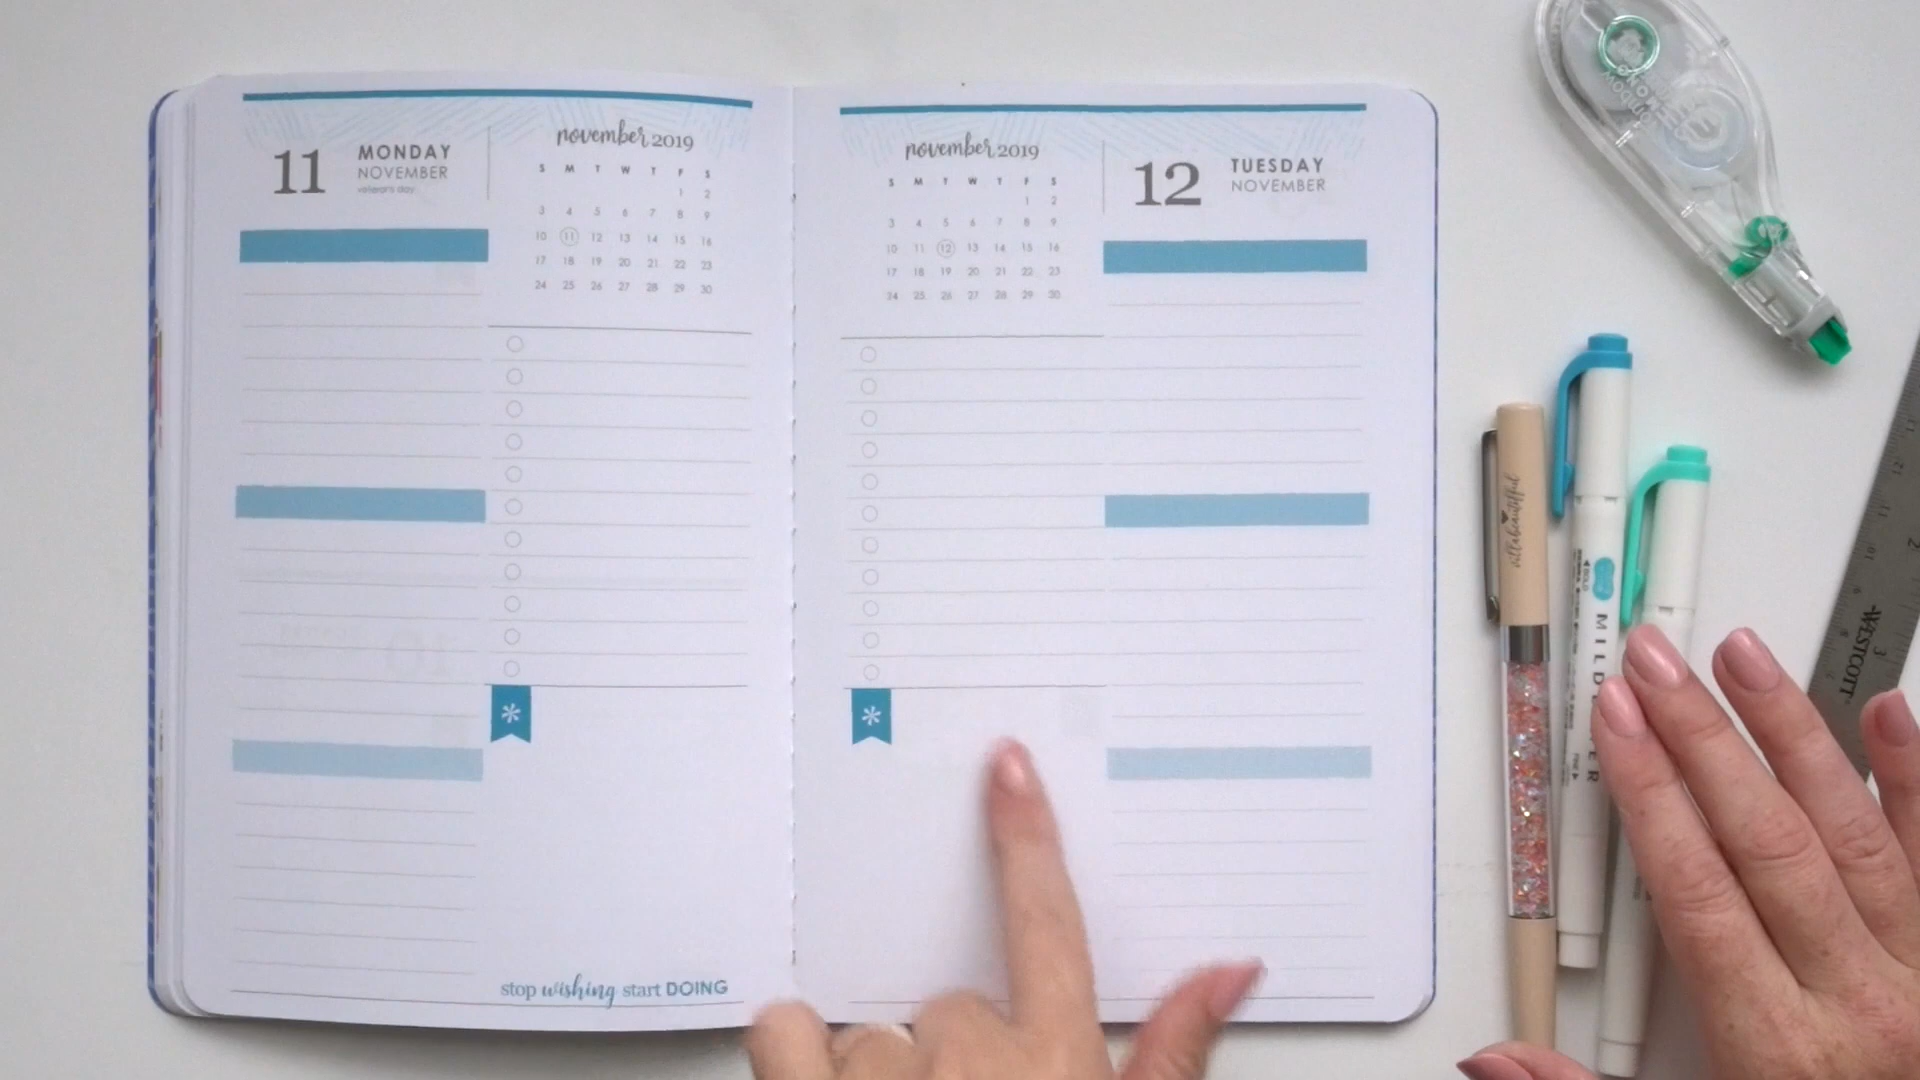 11
MONDAY
NOVEMBER
veteran's day
november 2019
S M T W T F S
1 2
3 4 5 6 7 8 9
10 11 12 13 14 15 16
17 18 19 20 21 22 23
24 25 26 27 28 29 30
*
stop wishing start DOING
november 2019
S M T W T F S
1 2
3 4 5 6 7 8 9
10 11 12 13 14 15 16
17 18 19 20 21 22 23
24 25 26 27 28 29 30
12
TUESDAY
NOVEMBER
*
WESTCOTT